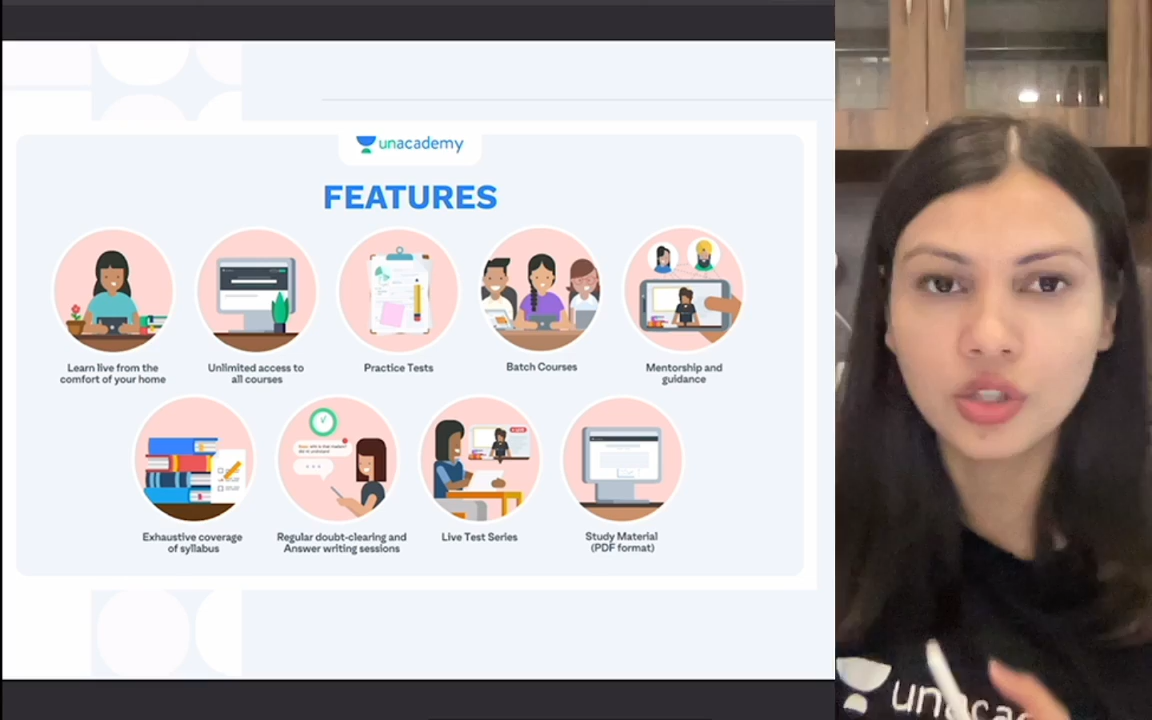 unacademy
FEATURES
Learn live from the
comfort of your home
Unlimited access to
all courses
Practice Tests
Batch Courses
Mentorship and
guidance
Exhaustive coverage
of syllabus
Regular doubt-clearing and
Answer writing sessions
Live Test Series
Study Material
(PDF format)